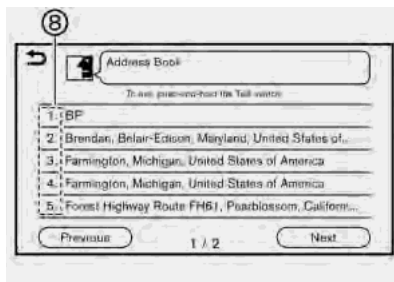 8
Address Book
To exit, press and hold the Talk switch
1 BP
2 Brendan, Belair-Edison, Maryland, United States of...
3 Farmington, Michigan, United States of America
4 Farmington, Michigan, United States of America
5 Forest Highway Route FH61, Pearblossom, Californ...
Previous 1 / 2 Next